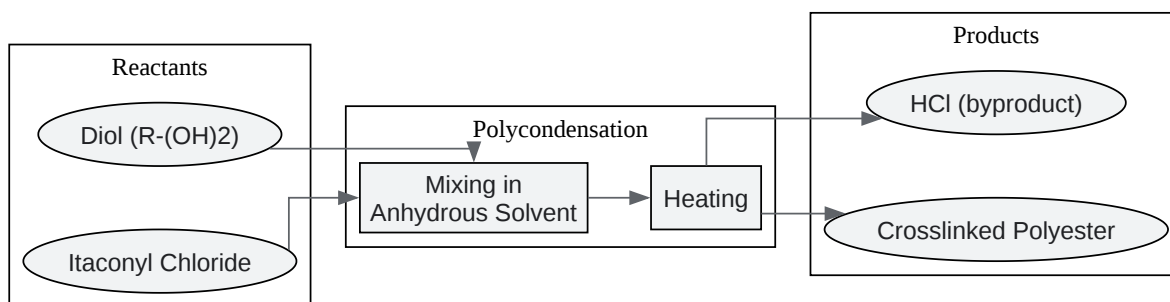 Reactants
Diol (R-(OH)2)
Itaconyl Chloride
Polycondensation
Mixing in
Anhydrous Solvent
Heating
Products
HCl (byproduct)
Crosslinked Polyester